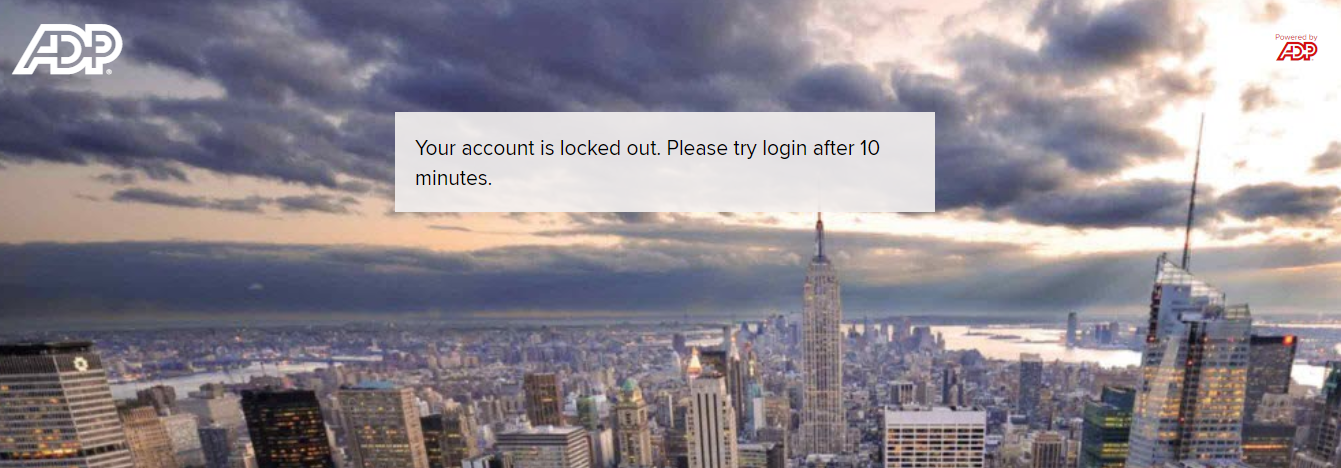 ADP
Powered by
ADP
Your account is locked out. Please try login after 10
minutes.